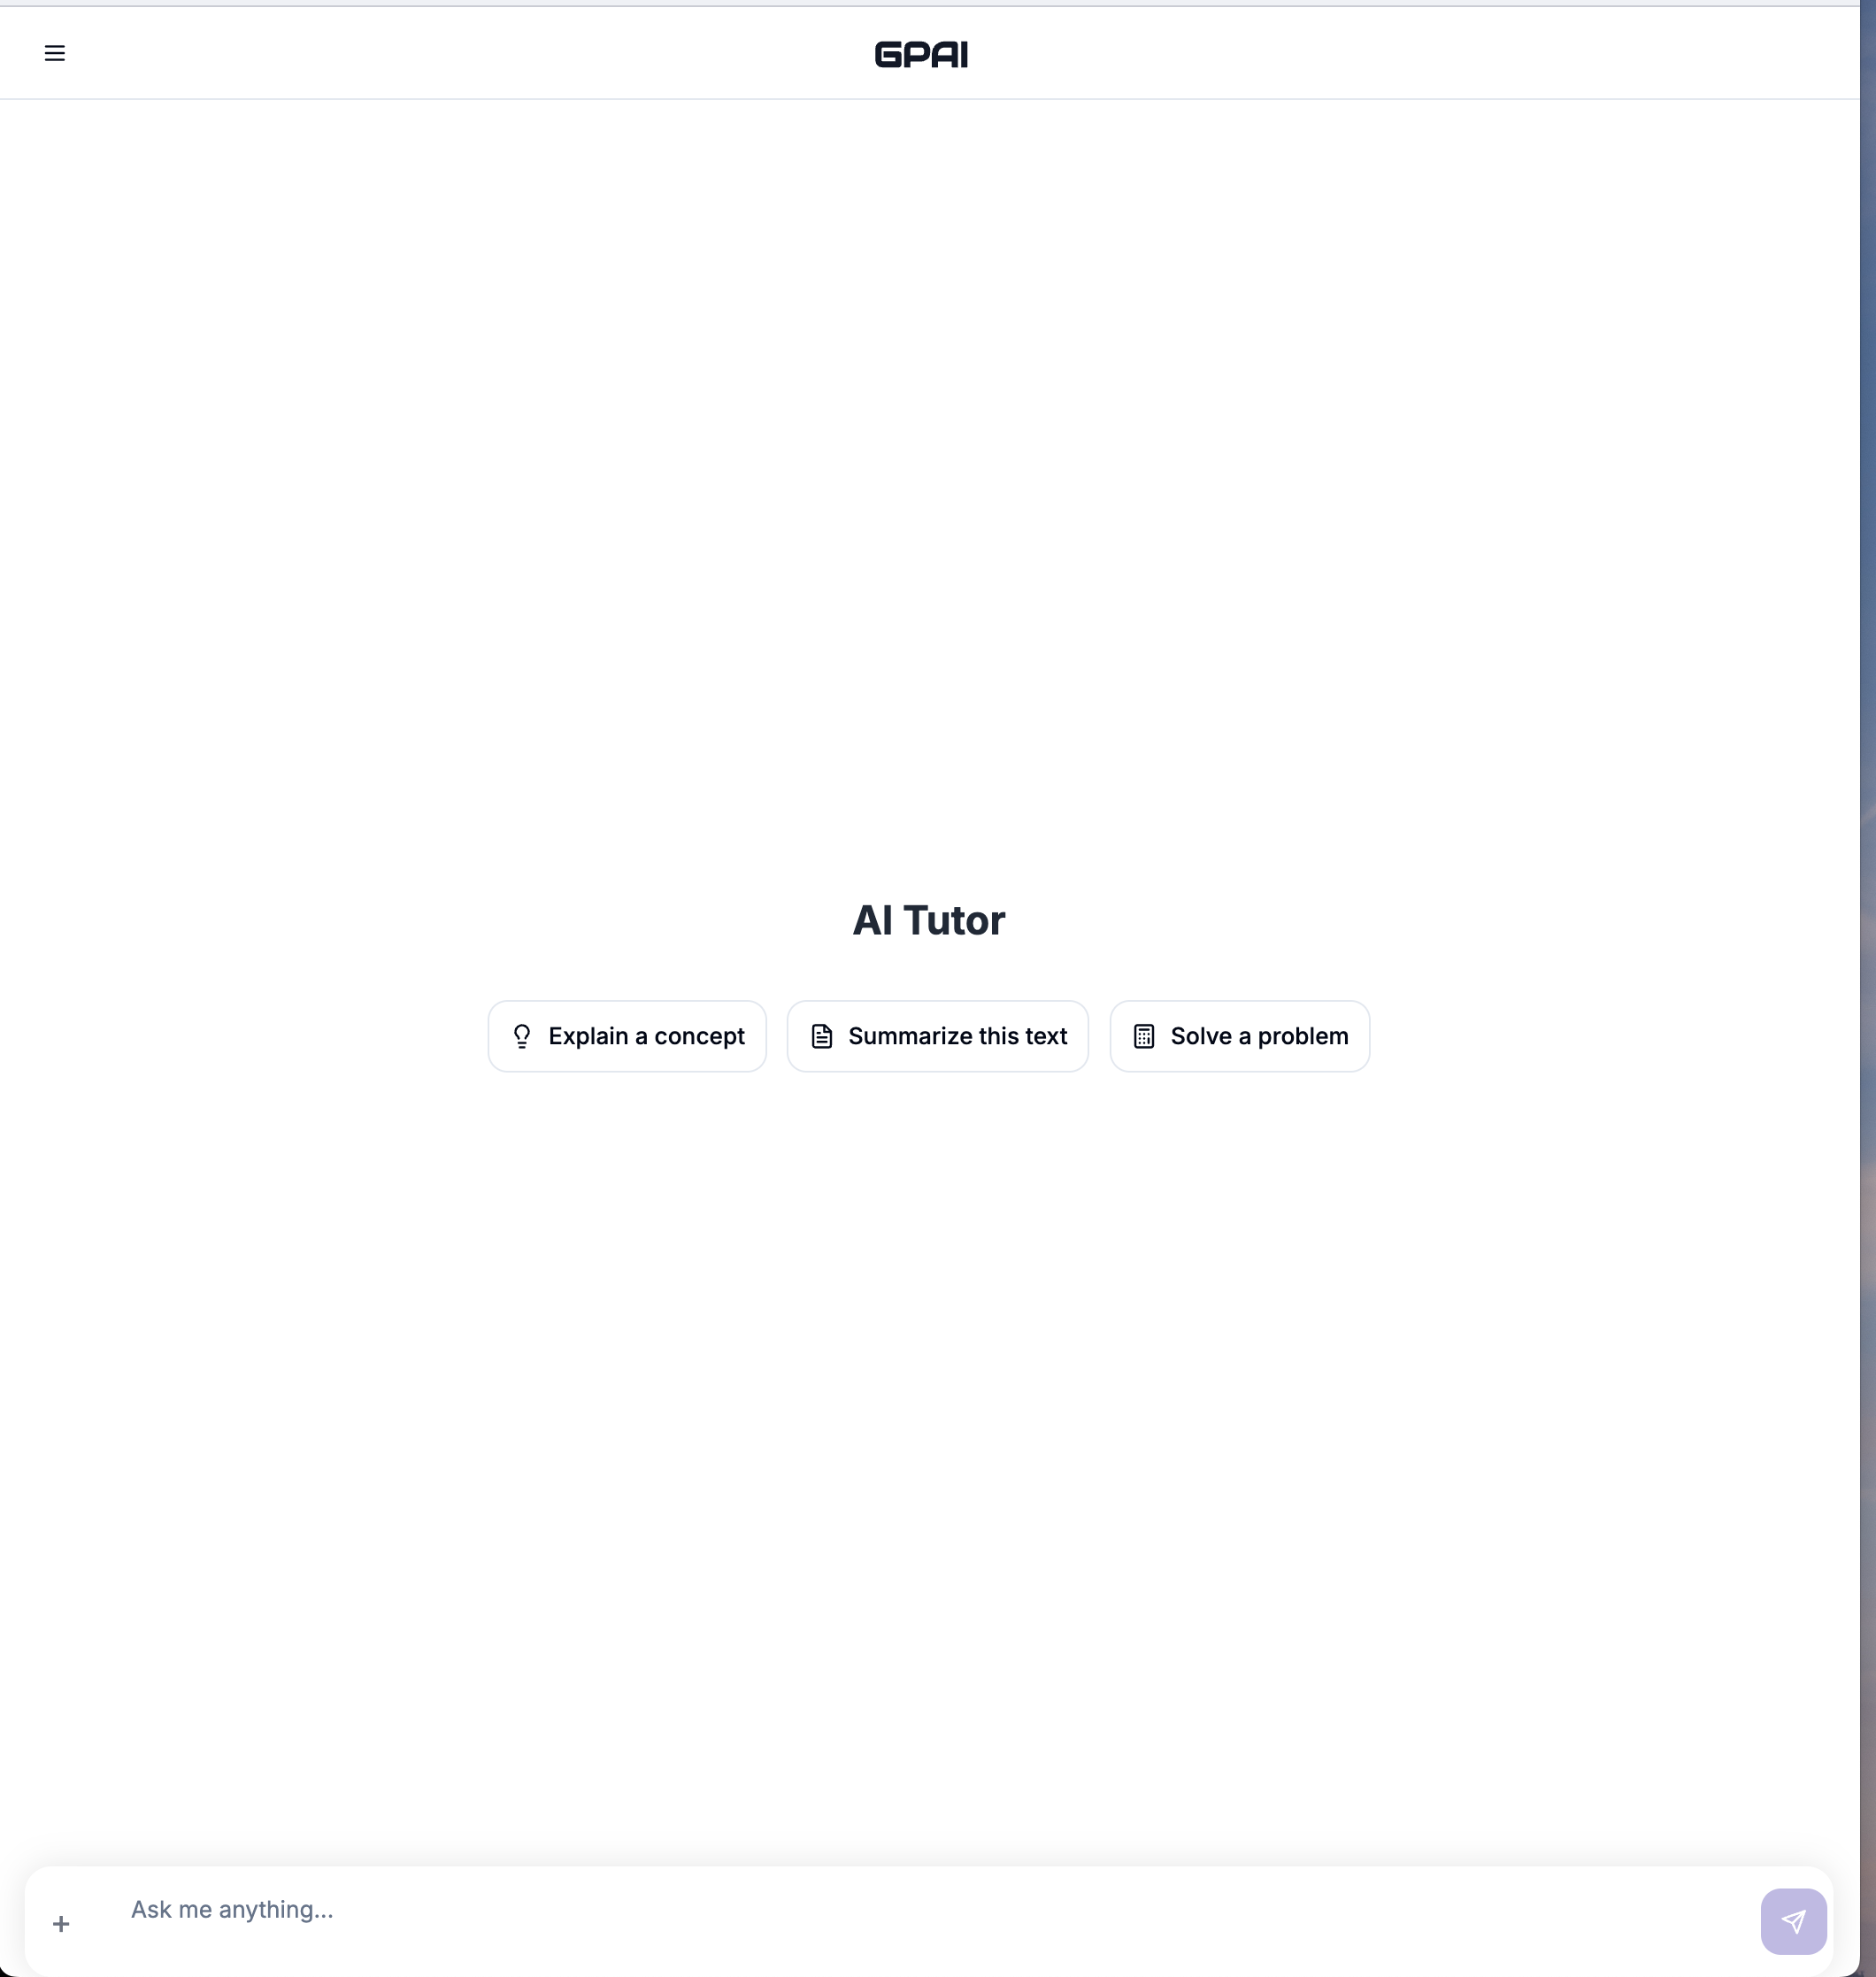 GPAI
AI Tutor
Explain a concept
Summarize this text
Solve a problem
Ask me anything...